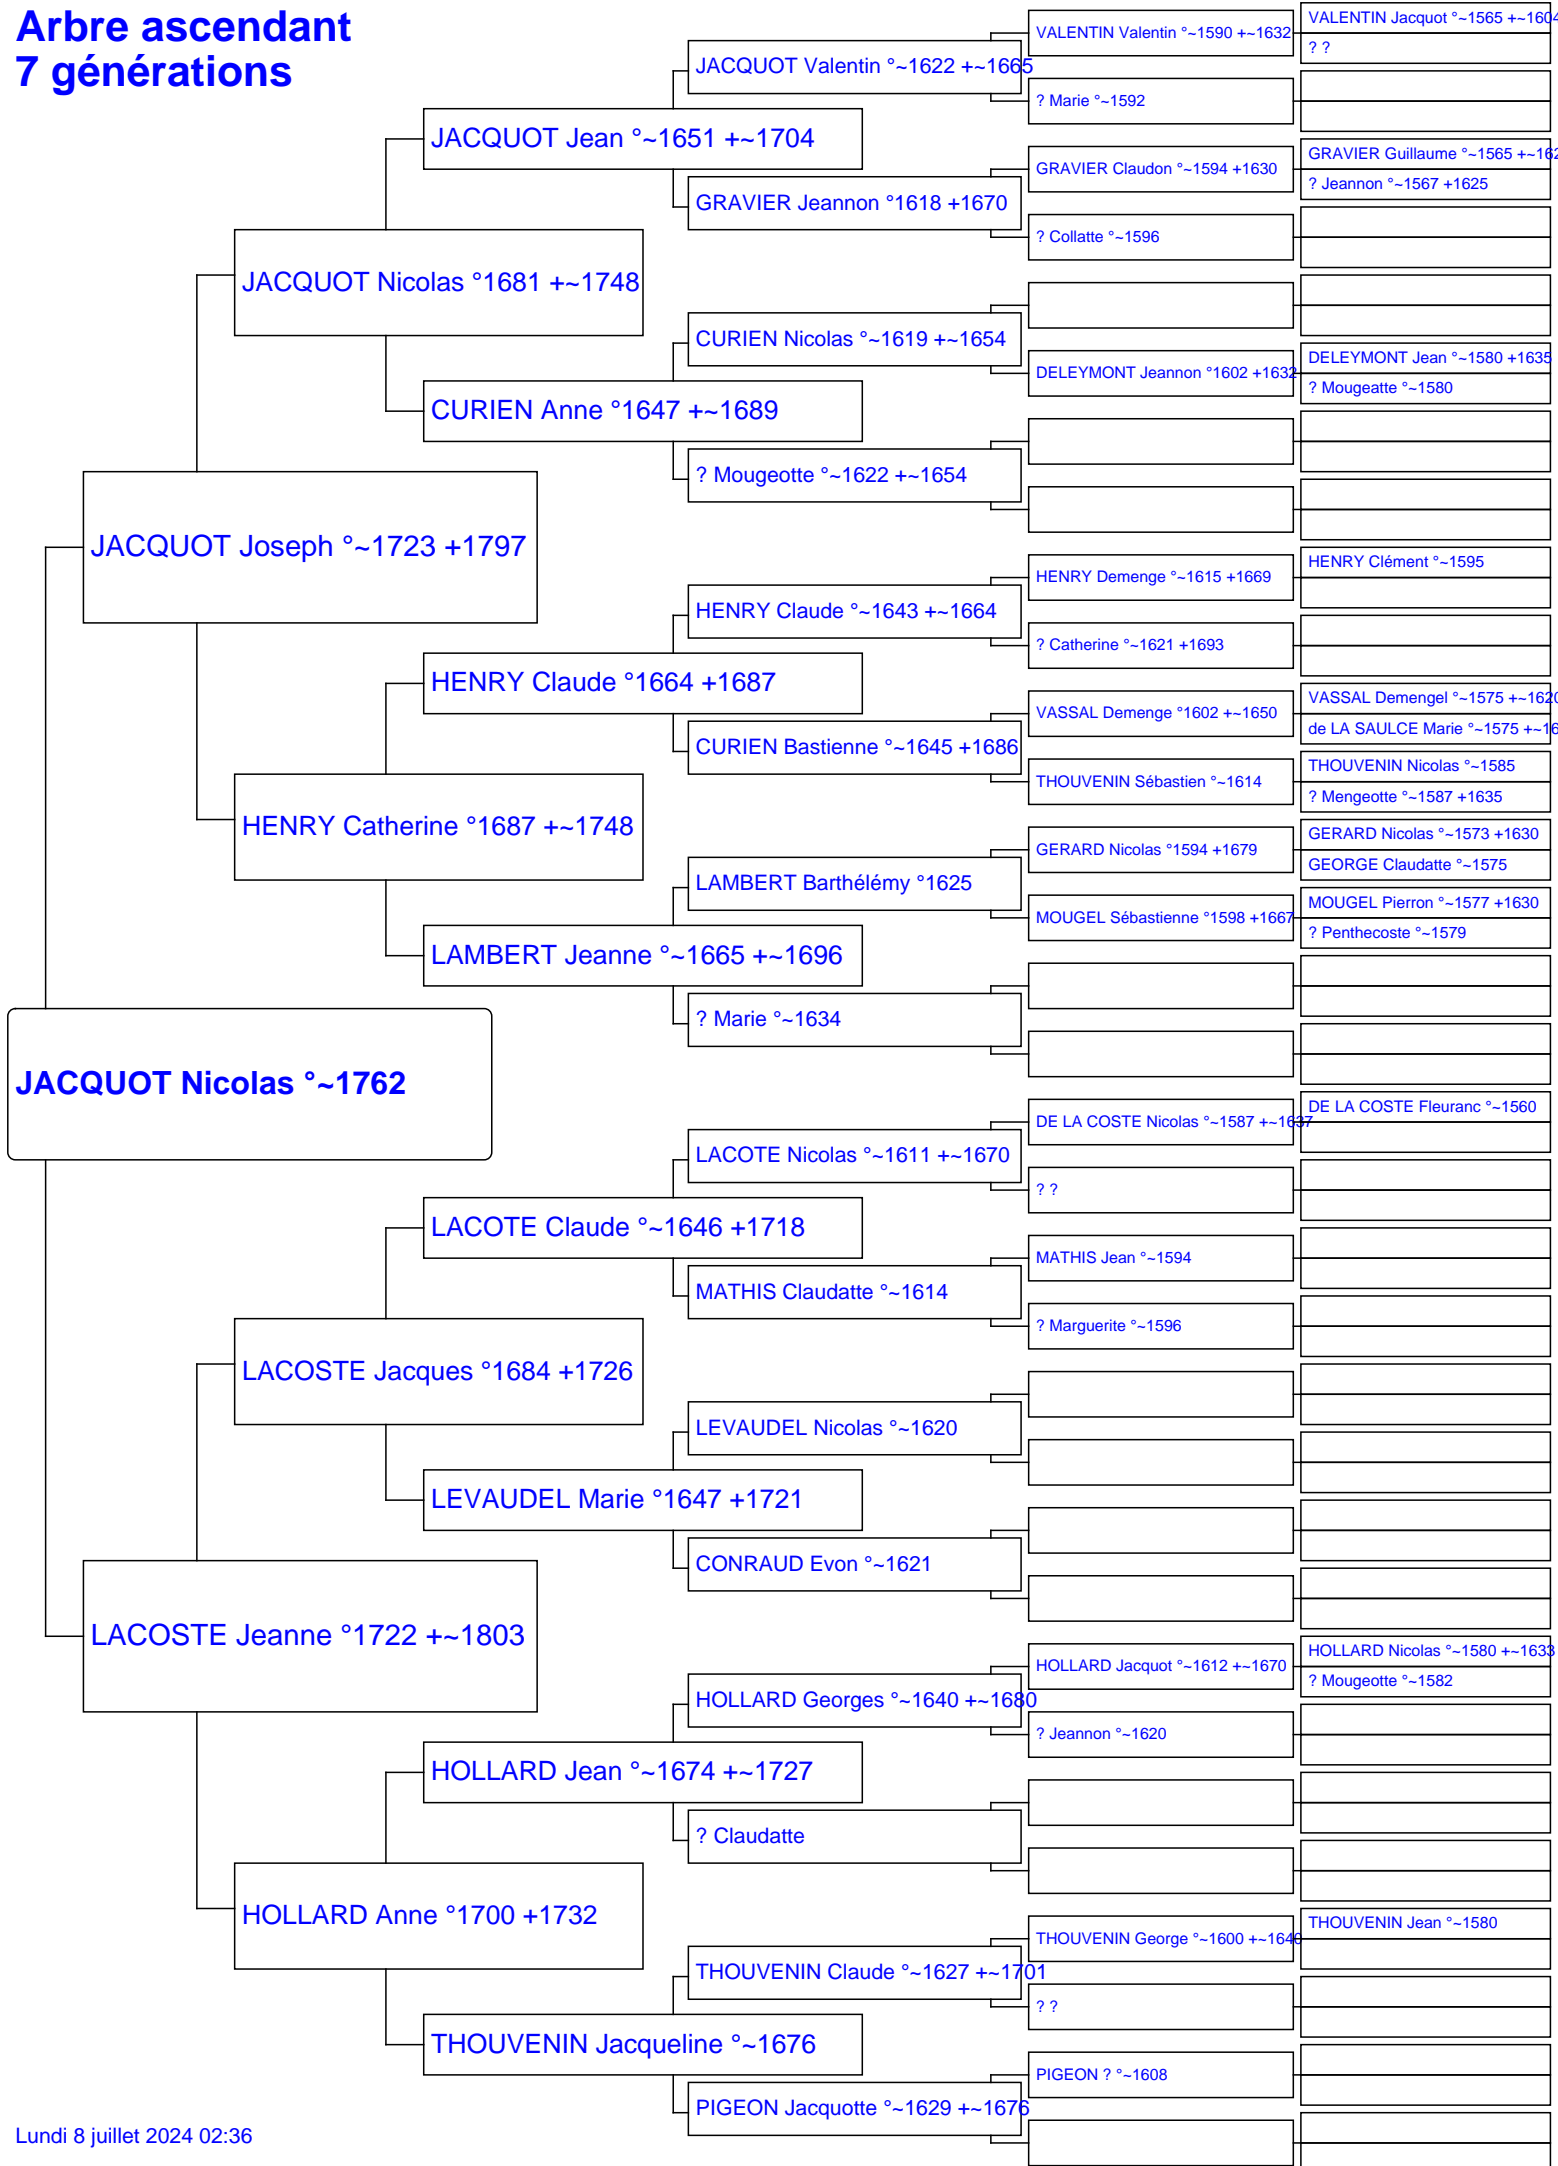 Arbre ascendant
7 générations
JACQUOT Nicolas °~1762
JACQUOT Joseph °~1723 +1797
LACOSTE Jeanne °1722 +~1803
JACQUOT Nicolas °1681 +~1748
HENRY Catherine °1687 +~1748
LACOSTE Jacques °1684 +1726
HOLLARD Anne °1700 +1732
JACQUOT Jean °~1651 +~1704
CURIEN Anne °1647 +~1689
HENRY Claude °1664 +1687
LAMBERT Jeanne °~1665 +~1696
LACOTE Claude °~1646 +1718
LEVAUDEL Marie °1647 +1721
HOLLARD Jean °~1674 +~1727
THOUVENIN Jacqueline °~1676
JACQUOT Valentin °~1622 +~1665
GRAVIER Jeannon °1618 +1670
CURIEN Nicolas °~1619 +~1654
? Mougeotte °~1622 +~1654
HENRY Claude °~1643 +~1664
CURIEN Bastienne °~1645 +1686
LAMBERT Barthélémy °1625
? Marie °~1634
LACOTE Nicolas °~1611 +~1670
MATHIS Claudatte °~1614
LEVAUDEL Nicolas °~1620
CONRAUD Evon °~1621
HOLLARD Georges °~1640 +~1680
? Claudatte
THOUVENIN Claude °~1627 +~1701
PIGEON Jacquotte °~1629 +~1676
VALENTIN Valentin °~1590 +~1632
? Marie °~1592
GRAVIER Claudon °~1594 +1630
? Collatte °~1596
DELEYMONT Jeannon °1602 +1632
HENRY Demenge °~1615 +1669
? Catherine °~1621 +1693
VASSAL Demenge °1602 +~1650
THOUVENIN Sébastien °~1614
GERARD Nicolas °1594 +1679
MOUGEL Sébastienne °1598 +1667
DE LA COSTE Nicolas °~1587 +~1637
? ?
MATHIS Jean °~1594
? Marguerite °~1596
HOLLARD Jacquot °~1612 +~1670
? Jeannon °~1620
THOUVENIN George °~1600 +~1640
? ?
PIGEON ? °~1608
VALENTIN Jacquot °~1565 +~1604
? ?
GRAVIER Guillaume °~1565 +~162
? Jeannon °~1567 +1625
DELEYMONT Jean °~1580 +1635
? Mougeatte °~1580
HENRY Clément °~1595
VASSAL Demengel °~1575 +~1620
de LA SAULCE Marie °~1575 +~16
THOUVENIN Nicolas °~1585
? Mengeotte °~1587 +1635
GERARD Nicolas °~1573 +1630
GEORGE Claudatte °~1575
MOUGEL Pierron °~1577 +1630
? Penthecoste °~1579
DE LA COSTE Fleuranc °~1560
HOLLARD Nicolas °~1580 +~1633
? Mougeotte °~1582
THOUVENIN Jean °~1580
Lundi 8 juillet 2024 02:36